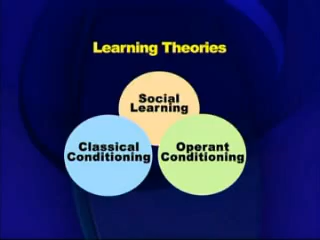 Learning Theories
Social
Learning
Classical
Conditioning
Operant
Conditioning